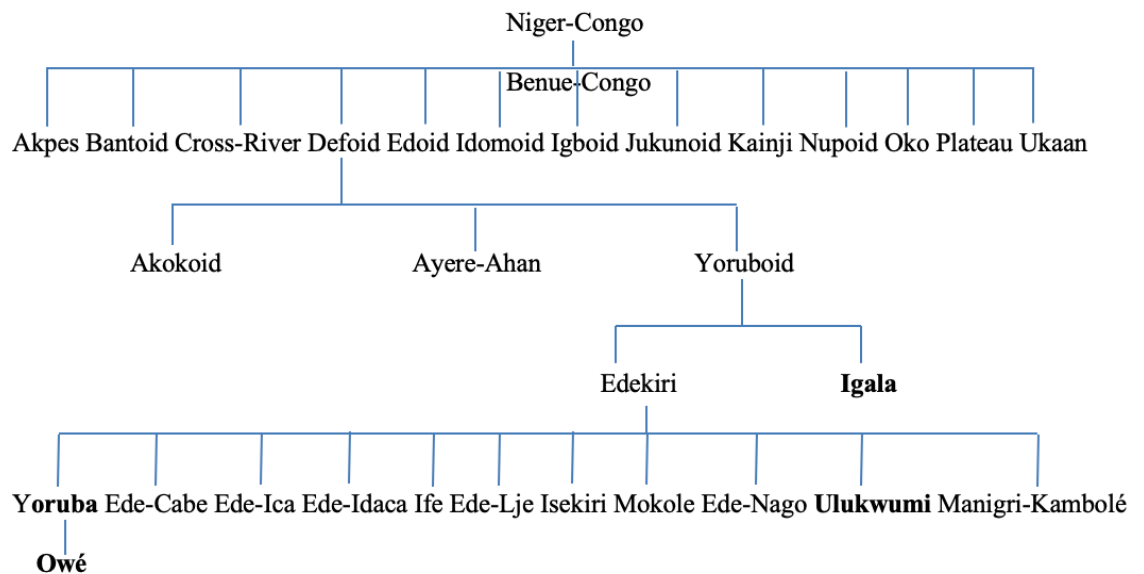 Niger-Congo
Benue-Congo
Akpes Bantoid Cross-River Defoid Edoid Idomoid Igboid Jukunoid Kainji Nupoid Oko Plateau Ukaan
Akokoid Ayere-Ahan Yoruboid
Edekiri Igala
Yoruba Ede-Cabe Ede-Ica Ede-Idaca Ife Ede-Lje Isekiri Mokole Ede-Nago Ulukwumi Manigri-Kambolé
Owé